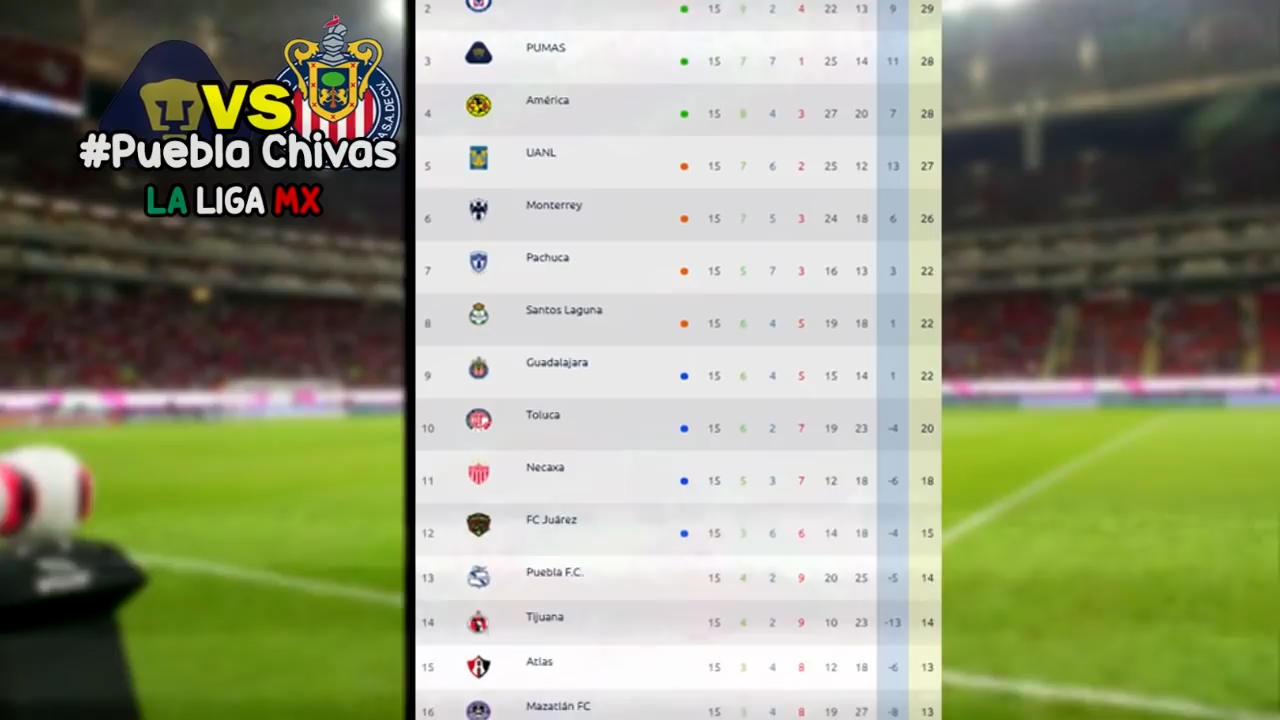 VS
#Puebla Chivas
LA LIGA MX
2 15 9 2 4 22 13 9 29
3 PUMAS 15 7 7 1 25 14 11 28
4 América 15 8 4 3 27 20 7 28
5 UANL 15 7 6 2 25 12 13 27
6 Monterrey 15 7 5 3 24 18 6 26
7 Pachuca 15 5 7 3 16 13 3 22
8 Santos Laguna 15 6 4 5 19 18 1 22
9 Guadalajara 15 6 4 5 15 14 1 22
10 Toluca 15 6 2 7 19 23 -4 20
11 Necaxa 15 5 3 7 12 18 -6 18
12 FC Juárez 15 3 6 6 14 18 -4 15
13 Puebla F.C. 15 4 2 9 20 25 -5 14
14 Tijuana 15 4 2 9 10 23 -13 14
15 Atlas 15 3 4 8 12 18 -6 13
16 Mazatlán FC 15 3 4 8 19 27 -8 13